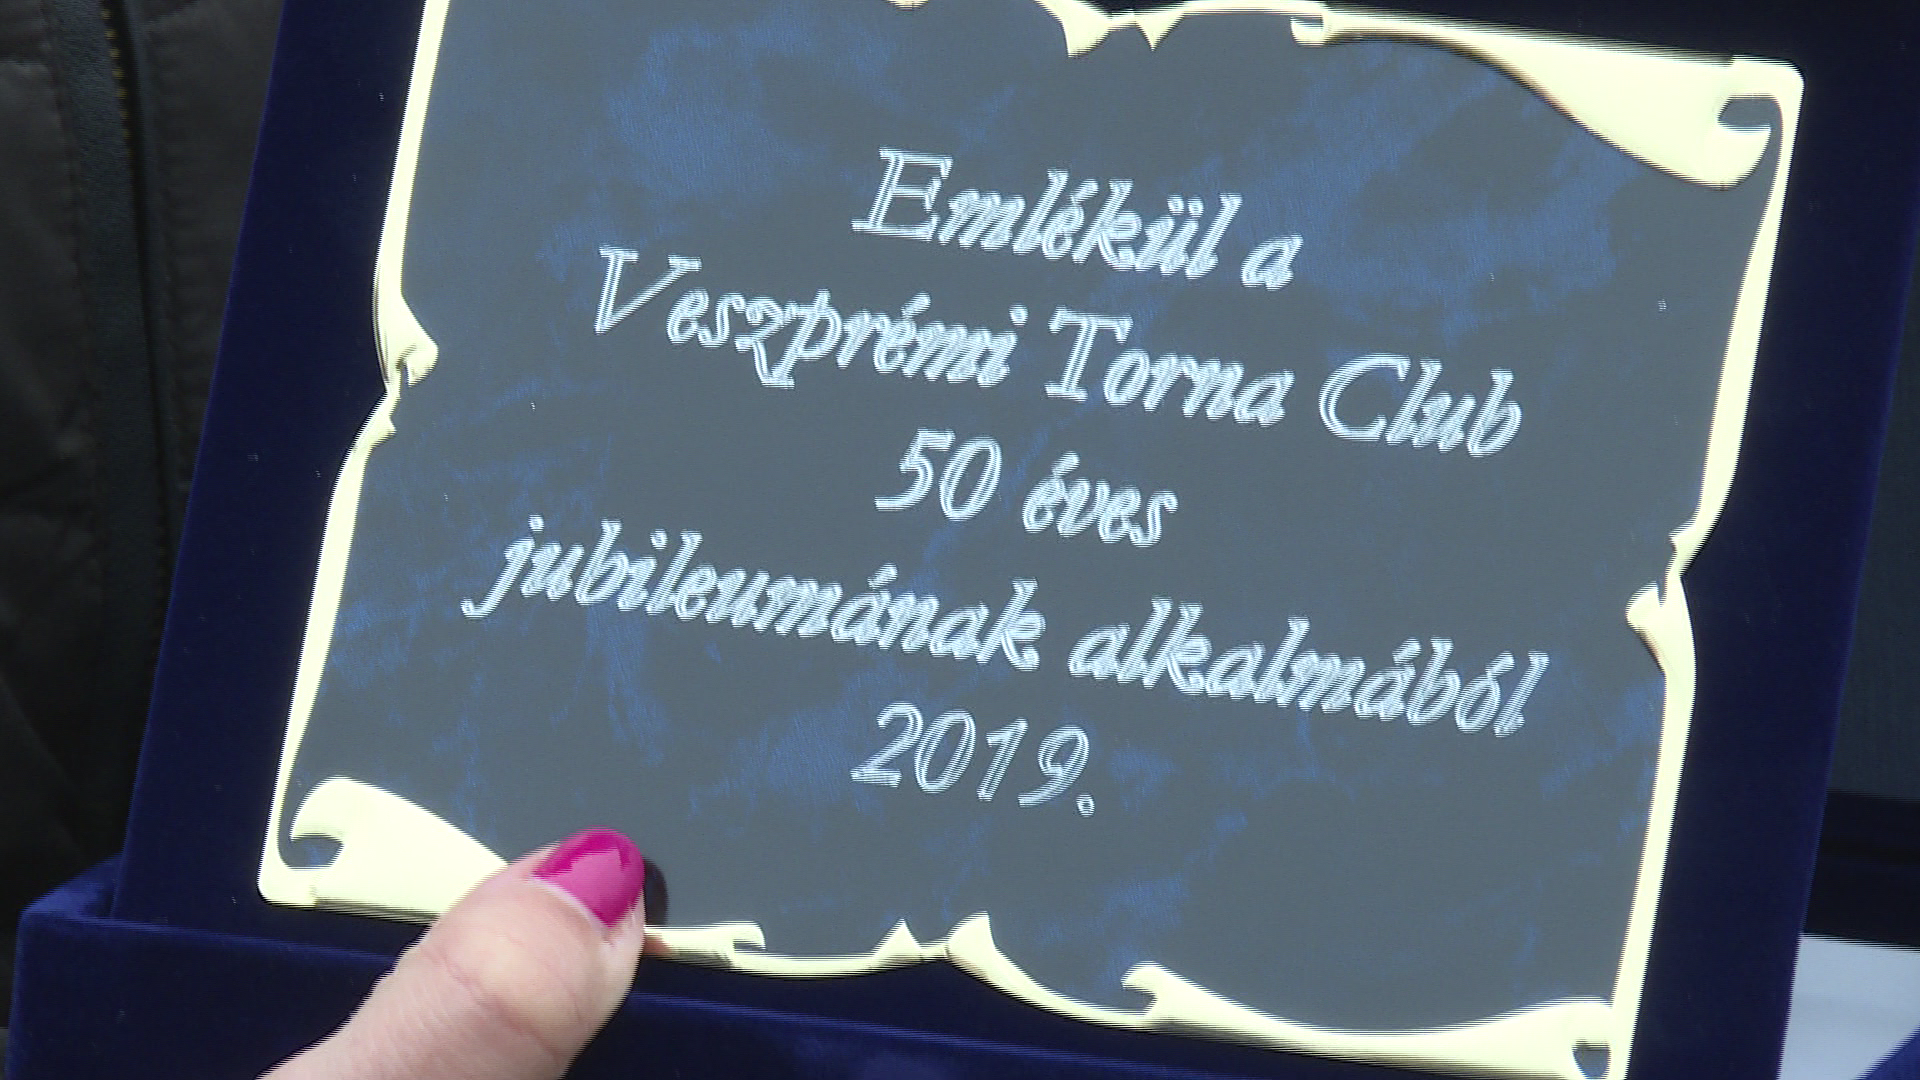 Emlékül a
Veszprémi Torna Club
50 éves
jubileumának alkalmából
2019.